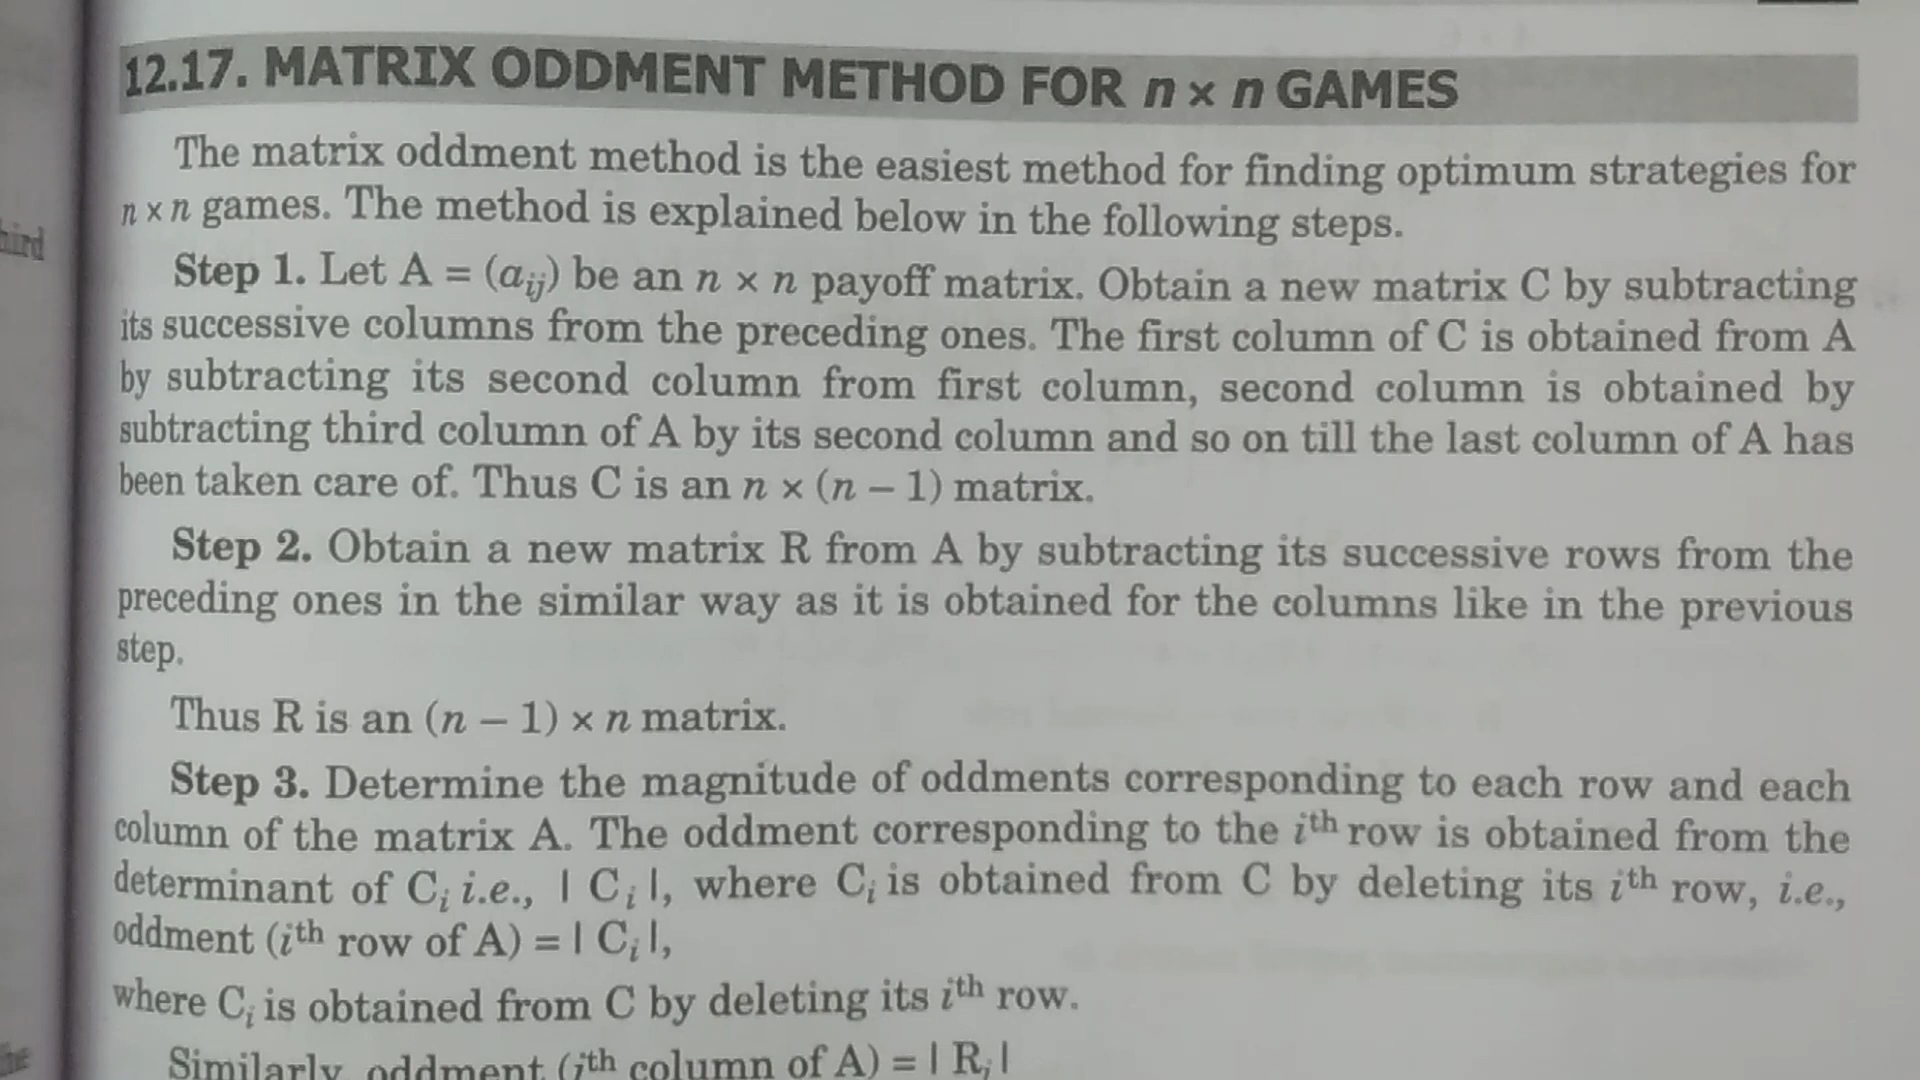 12.17. MATRIX ODDMENT METHOD FOR n × n GAMES
The matrix oddment method is the easiest method for finding optimum strategies for
n × n games. The method is explained below in the following steps.
Step 1. Let A = (aᵢⱼ) be an n × n payoff matrix. Obtain a new matrix C by subtracting
its successive columns from the preceding ones. The first column of C is obtained from A
by subtracting its second column from first column, second column is obtained by
subtracting third column of A by its second column and so on till the last column of A has
been taken care of. Thus C is an n × (n – 1) matrix.
Step 2. Obtain a new matrix R from A by subtracting its successive rows from the
preceding ones in the similar way as it is obtained for the columns like in the previous
step.
Thus R is an (n – 1) × n matrix.
Step 3. Determine the magnitude of oddments corresponding to each row and each
column of the matrix A. The oddment corresponding to the iᵗʰ row is obtained from the
determinant of Cᵢ i.e., | Cᵢ |, where Cᵢ is obtained from C by deleting its iᵗʰ row, i.e.,
oddment (iᵗʰ row of A) = | Cᵢ |,
where Cᵢ is obtained from C by deleting its iᵗʰ row.
Similarly, oddment (jᵗʰ column of A) = | Rⱼ |